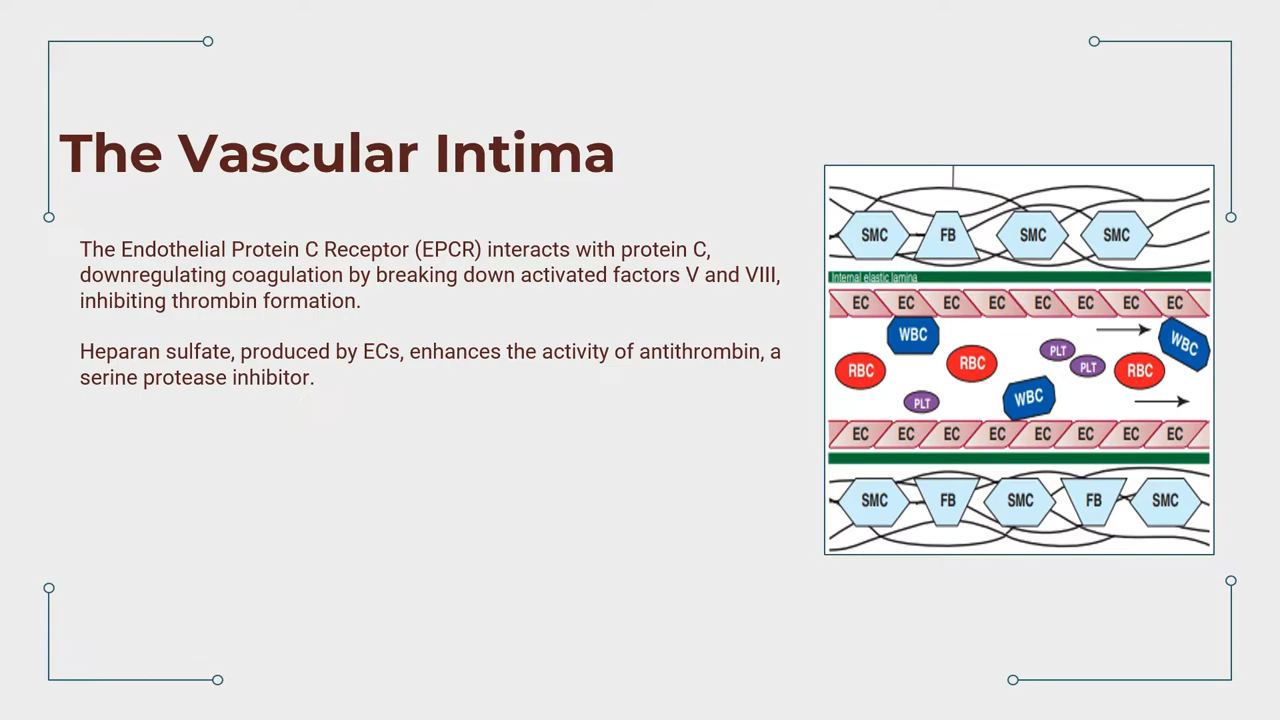 The Vascular Intima
The Endothelial Protein C Receptor (EPCR) interacts with protein C,
downregulating coagulation by breaking down activated factors V and VIII,
inhibiting thrombin formation.
Heparan sulfate, produced by ECs, enhances the activity of antithrombin, a
serine protease inhibitor.
SMC FB SMC SMC
Internal elastic lamina
EC EC EC EC EC EC EC EC
WBC WBC
PLT PLT
RBC RBC RBC
PLT WBC
EC EC EC EC EC EC EC EC
SMC FB SMC FB SMC